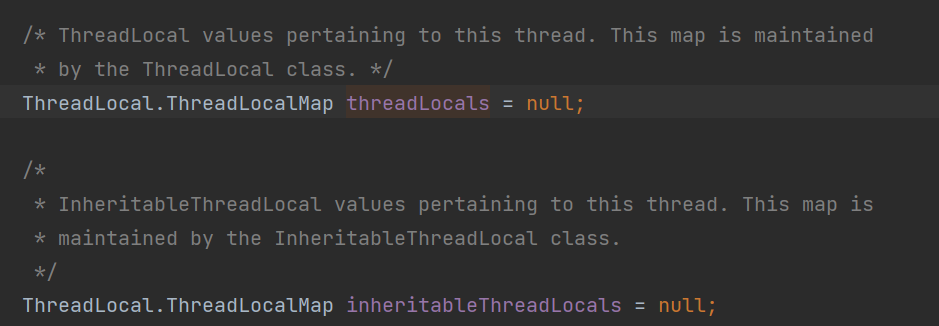 /* ThreadLocal values pertaining to this thread. This map is maintained
 * by the ThreadLocal class. */
ThreadLocal.ThreadLocalMap threadLocals = null;
/*
 * InheritableThreadLocal values pertaining to this thread. This map is
 * maintained by the InheritableThreadLocal class.
 */
ThreadLocal.ThreadLocalMap inheritableThreadLocals = null;